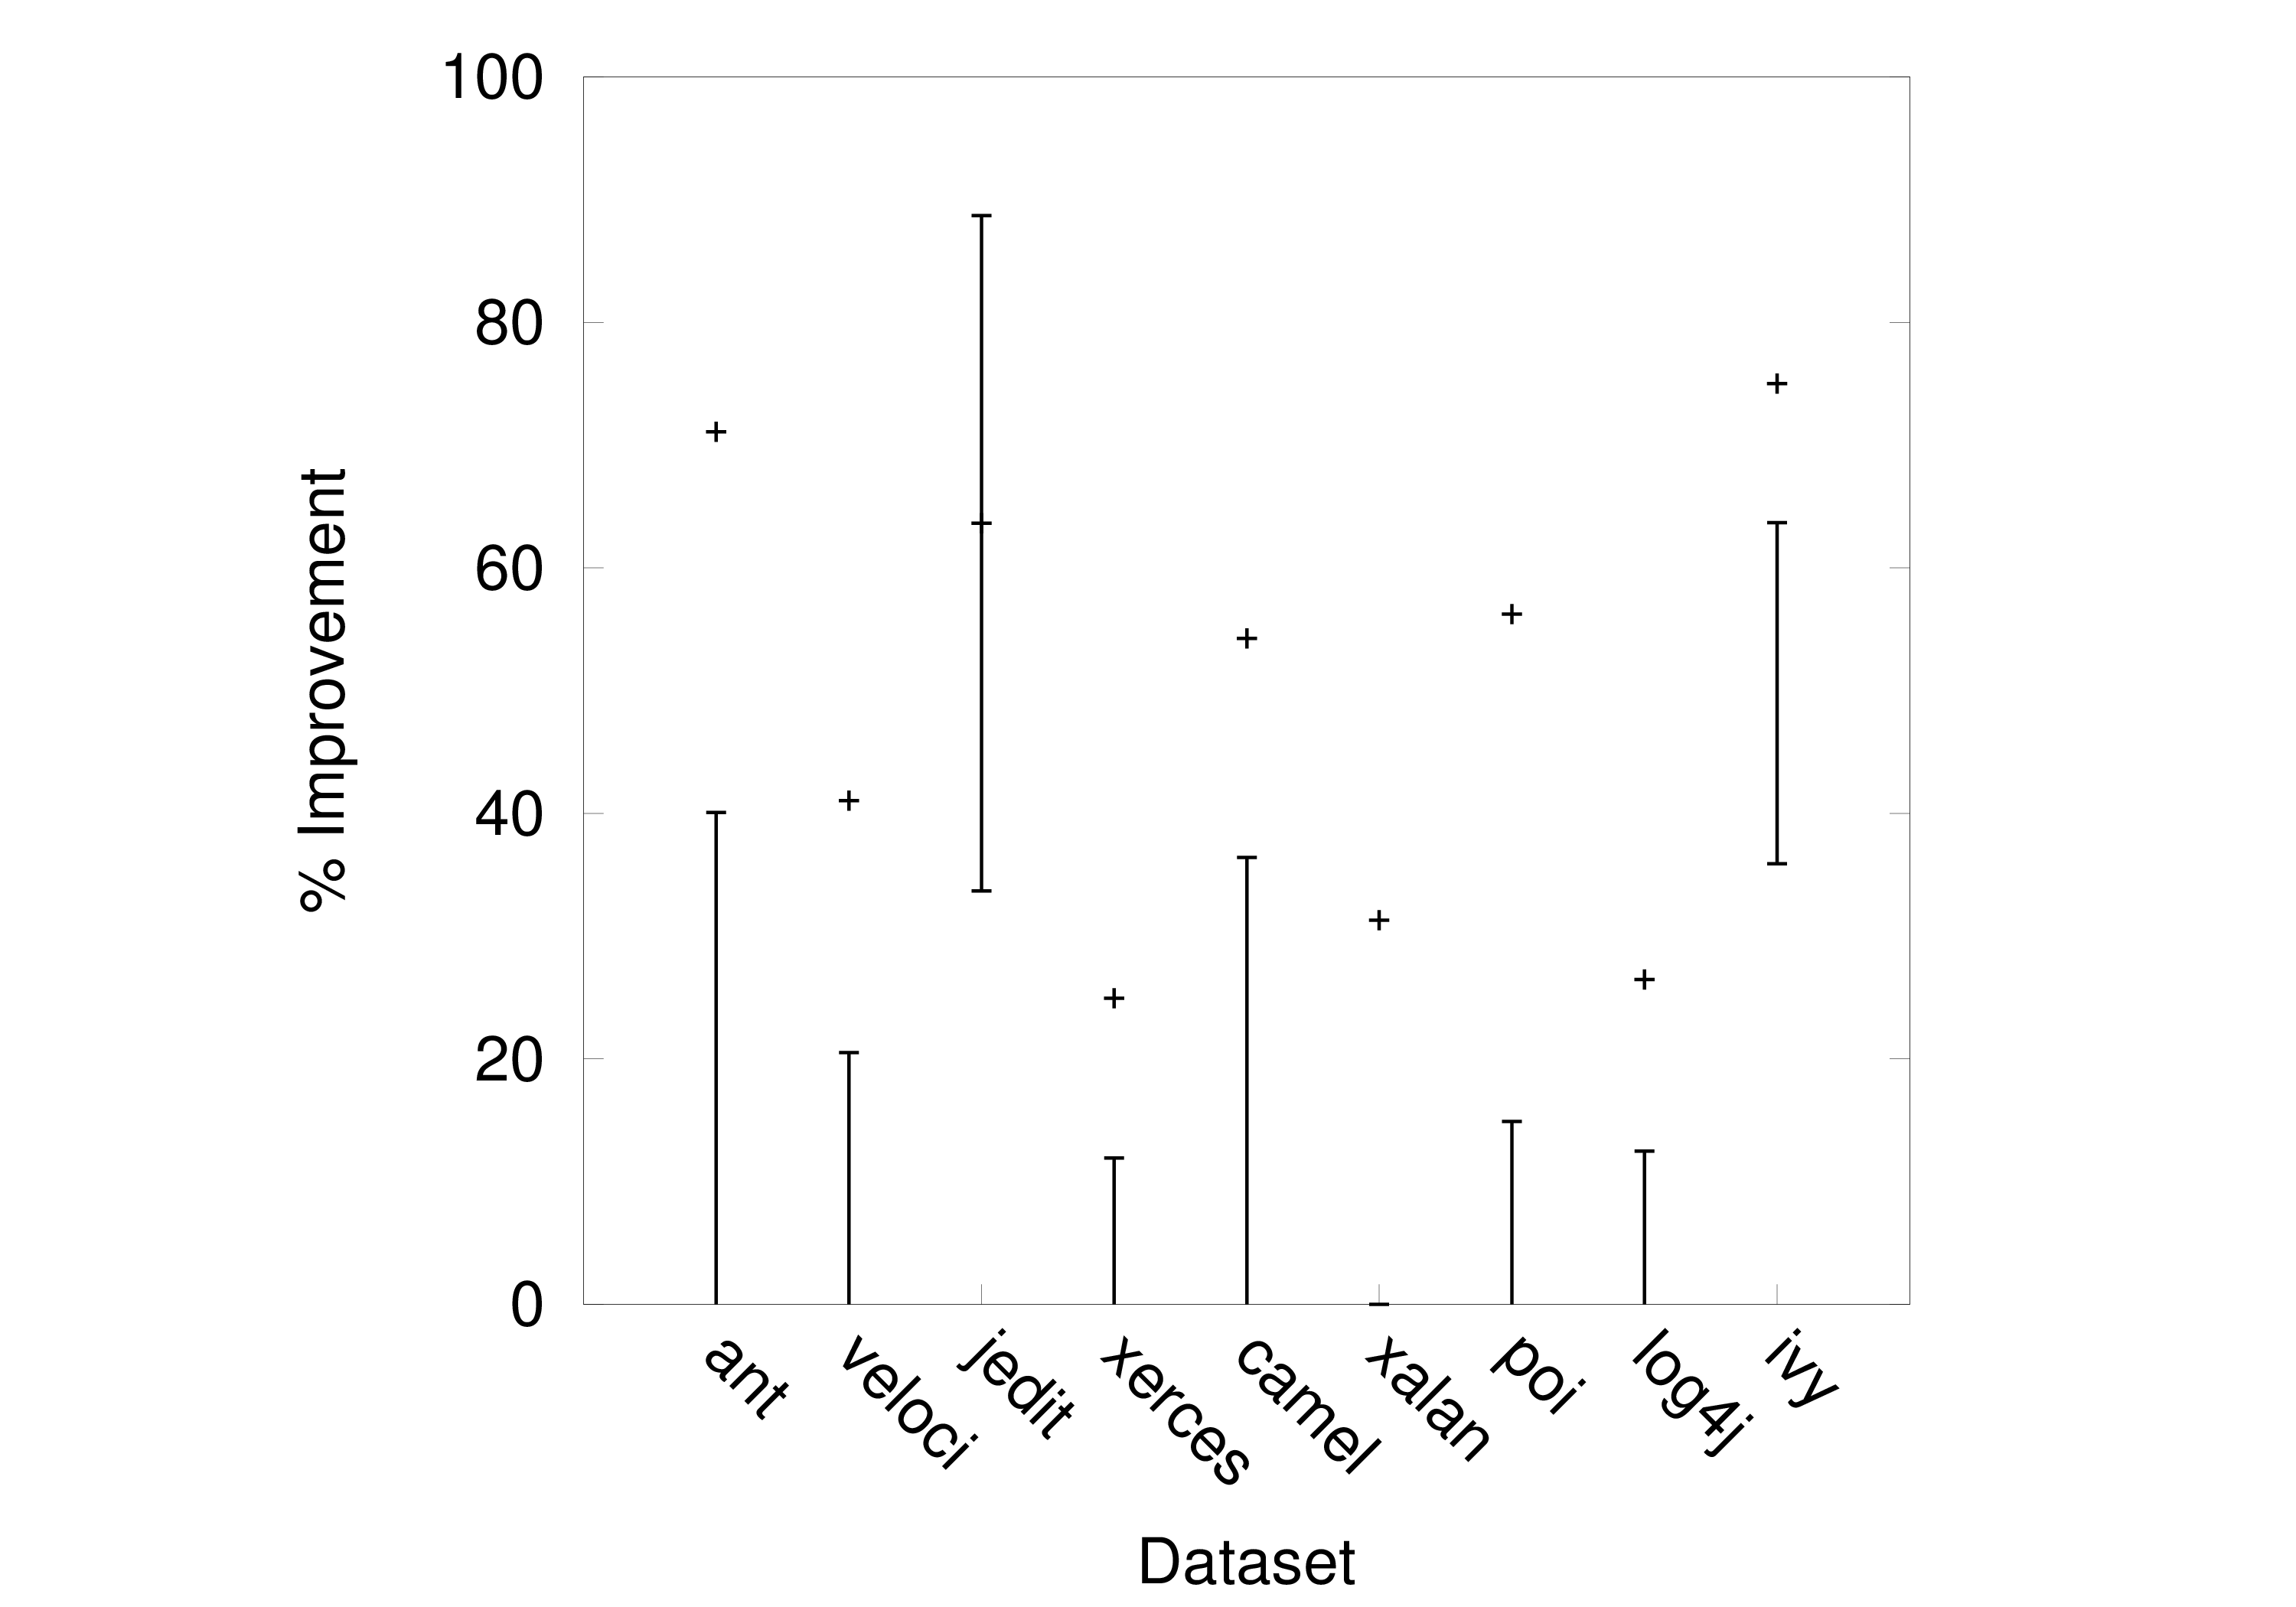 100
80
60
40
20
0
% Improvement
ant
veloci
jedit
xerces
camel
xalan
poi
log4j
ivy
Dataset